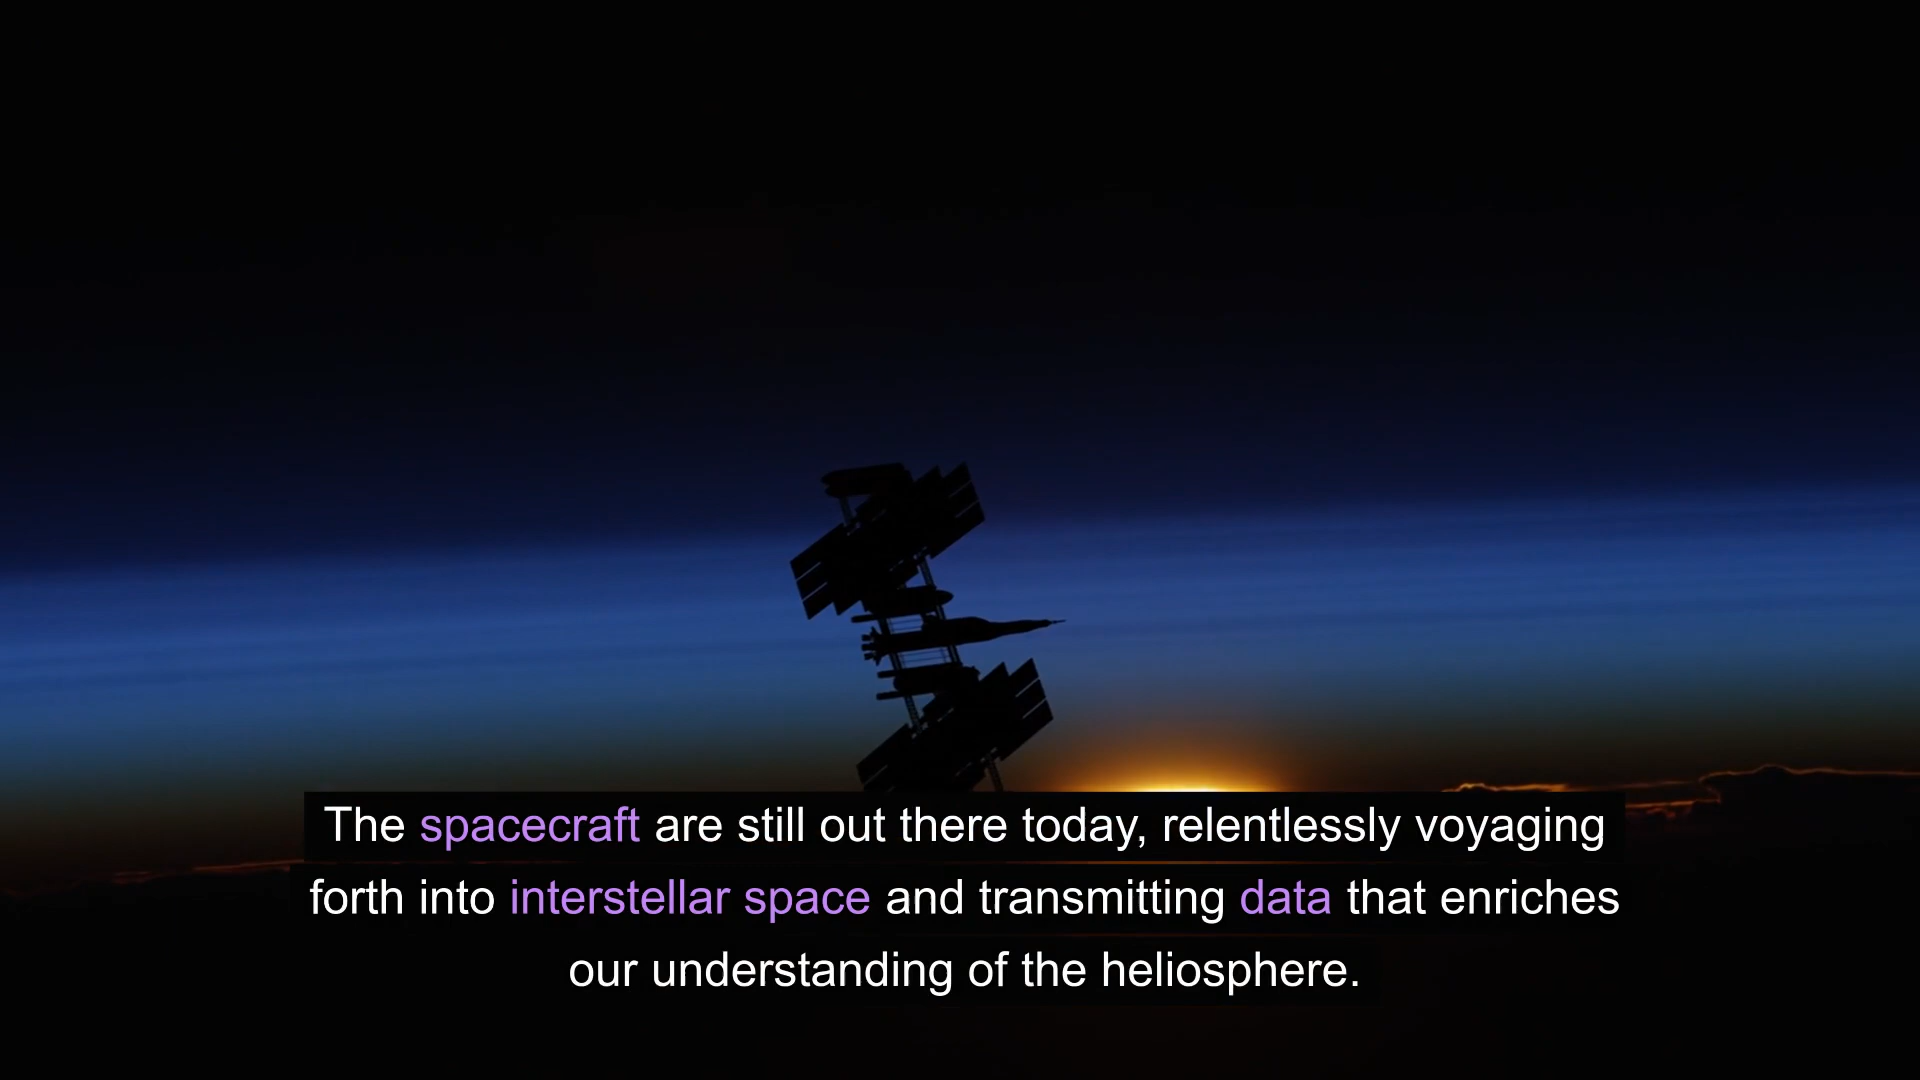 The spacecraft are still out there today, relentlessly voyaging
forth into interstellar space and transmitting data that enriches
our understanding of the heliosphere.